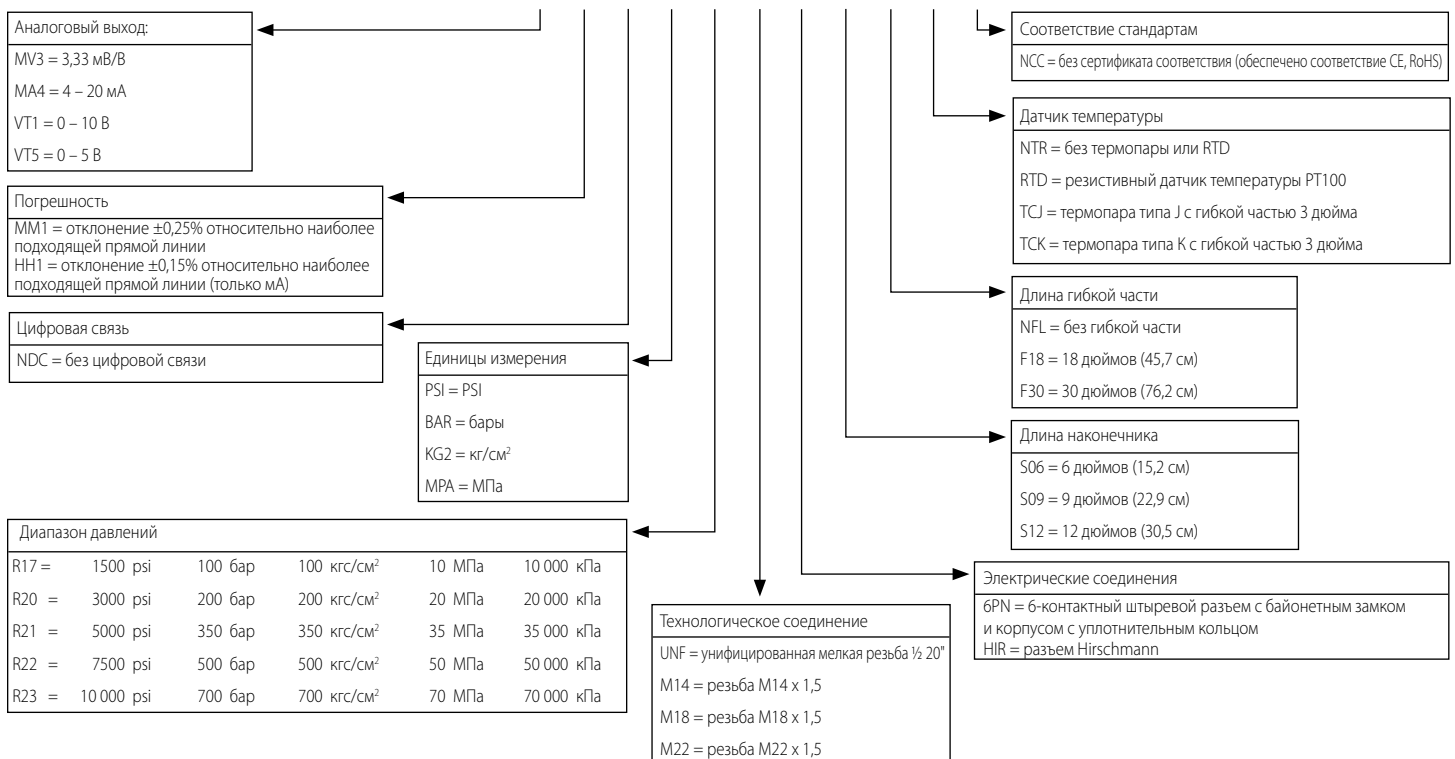 Аналоговый выход:
MV3 = 3,33 мВ/В
MA4 = 4 – 20 мА
VT1 = 0 – 10 В
VT5 = 0 – 5 В
Погрешность
MM1 = отклонение ±0,25% относительно наиболее
подходящей прямой линии
HH1 = отклонение ±0,15% относительно наиболее
подходящей прямой линии (только мА)
Цифровая связь
NDC = без цифровой связи
Единицы измерения
PSI = PSI
BAR = бары
KG2 = кг/см²
MPA = МПа
Диапазон давлений
R17 = 1500 psi 100 бар 100 кгс/см² 10 МПа 10 000 кПа
R20 = 3000 psi 200 бар 200 кгс/см² 20 МПа 20 000 кПа
R21 = 5000 psi 350 бар 350 кгс/см² 35 МПа 35 000 кПа
R22 = 7500 psi 500 бар 500 кгс/см² 50 МПа 50 000 кПа
R23 = 10 000 psi 700 бар 700 кгс/см² 70 МПа 70 000 кПа
Технологическое соединение
UNF = унифицированная мелкая резьба ½ 20"
M14 = резьба M14 x 1,5
M18 = резьба M18 x 1,5
M22 = резьба M22 x 1,5
Соответствие стандартам
NCC = без сертификата соответствия (обеспечено соответствие CE, RoHS)
Датчик температуры
NTR = без термопары или RTD
RTD = резистивный датчик температуры PT100
TCJ = термопара типа J с гибкой частью 3 дюйма
TCK = термопара типа K с гибкой частью 3 дюйма
Длина гибкой части
NFL = без гибкой части
F18 = 18 дюймов (45,7 см)
F30 = 30 дюймов (76,2 см)
Длина наконечника
S06 = 6 дюймов (15,2 см)
S09 = 9 дюймов (22,9 см)
S12 = 12 дюймов (30,5 см)
Электрические соединения
6PN = 6-контактный штыревой разъем с байонетным замком
и корпусом с уплотнительным кольцом
HIR = разъем Hirschmann